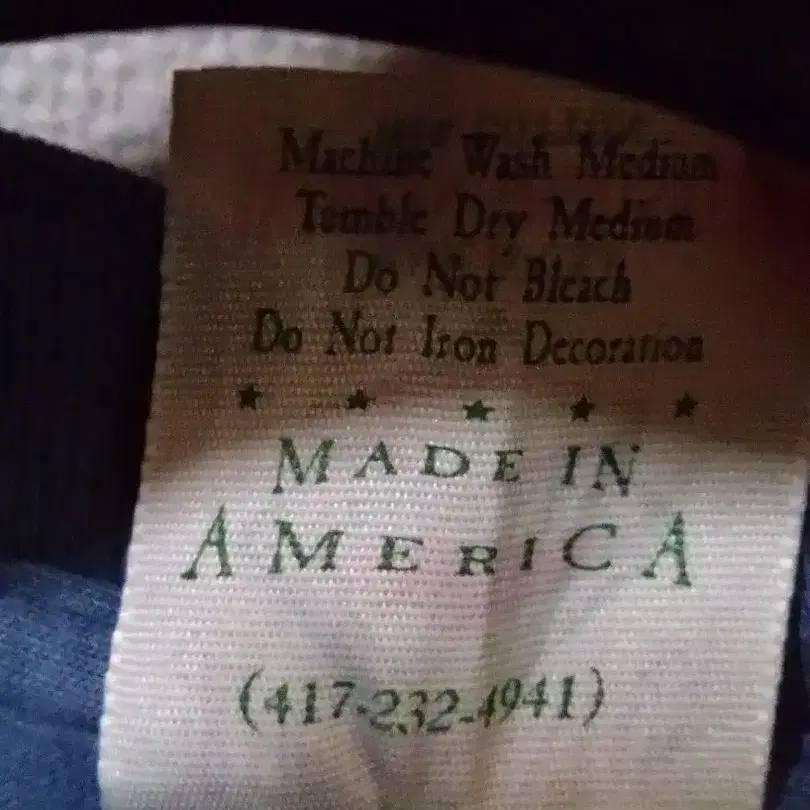 Machine Wash Medium
Tumble Dry Medium
Do Not Bleach
Do Not Iron Decoration
★ ★ ★ ★ ★
MADE IN
AMERICA
(417-232-4941)